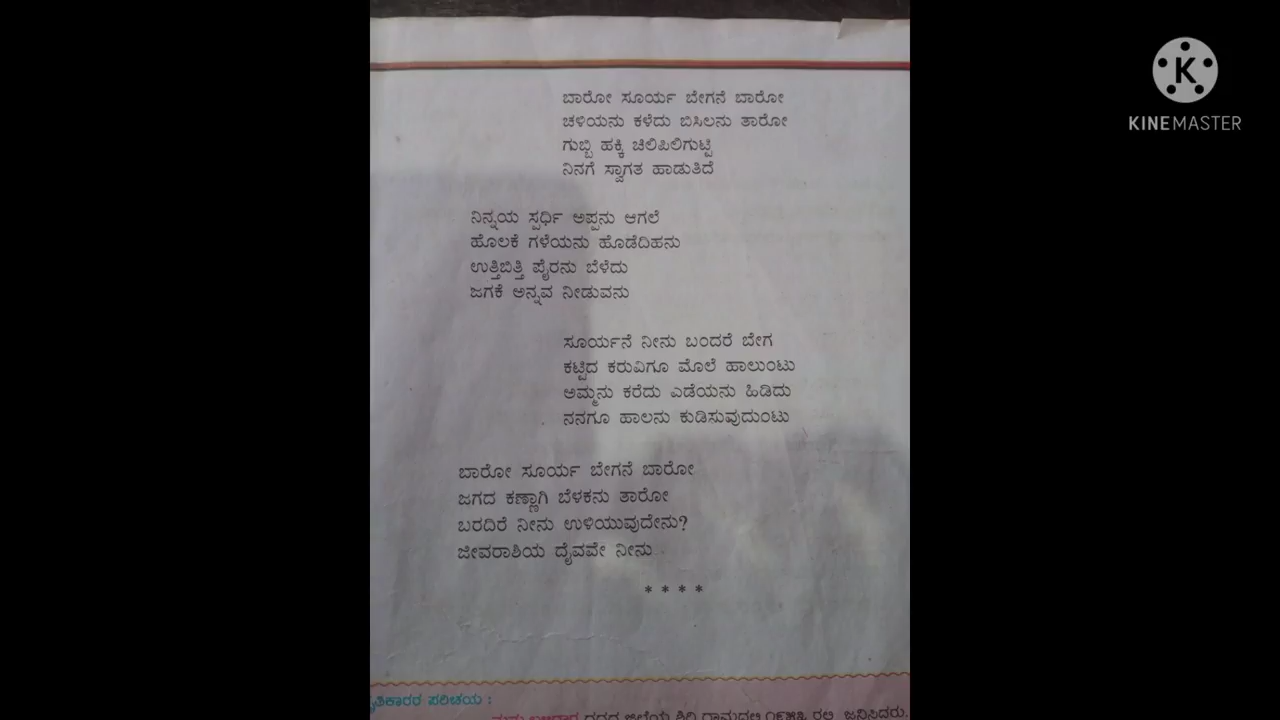 ಬಾರೋ ಸೂರ್ಯ ಬೇಗನೆ ಬಾರೋ
ಚಳಿಯನು ಕಳೆದು ಬಿಸಿಲನು ತಾರೋ
ಗುಬ್ಬಿ ಹಕ್ಕಿ ಚಿಲಿಪಿಲಿಗುಟ್ಟಿ
ನಿನಗೆ ಸ್ವಾಗತ ಹಾಡುತಿದೆ
ನಿನ್ನಯ ಸ್ಪರ್ಧಿ ಅಪ್ಪನು ಆಗಲೆ
ಹೊಲಕೆ ಗಳೆಯನು ಹೊಡೆದಿಹನು
ಉತ್ತಿಬಿತ್ತಿ ಪೈರನು ಬೆಳೆದು
ಜಗಕೆ ಅನ್ನವ ನೀಡುವನು
ಸೂರ್ಯನೆ ನೀನು ಬಂದರೆ ಬೇಗ
ಕಟ್ಟಿದ ಕರುವಿಗೂ ಮೊಲೆ ಹಾಲುಂಟು
ಅಮ್ಮನು ಕರೆದು ಎಡೆಯನು ಹಿಡಿದು
ನನಗೂ ಹಾಲನು ಕುಡಿಸುವುದುಂಟು
ಬಾರೋ ಸೂರ್ಯ ಬೇಗನೆ ಬಾರೋ
ಜಗದ ಕಣ್ಣಾಗಿ ಬೆಳಕನು ತಾರೋ
ಬರದಿರೆ ನೀನು ಉಳಿಯುವುದೇನು?
ಜೀವರಾಶಿಯ ದೈವವೇ ನೀನು
* * * *
ಪರಿಚಯ :
K
KINEMASTER